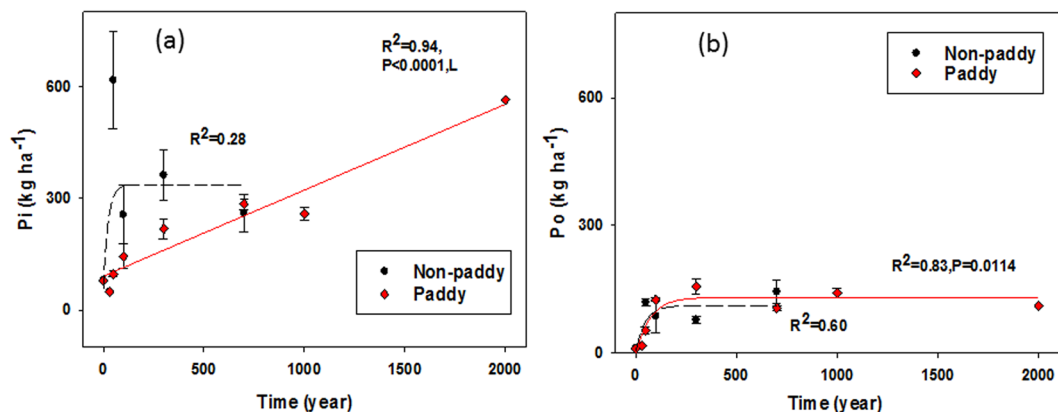 (a)
R²=0.94,
P<0.0001,L
R²=0.28
Pi (kg ha⁻¹)
600
300
0
Non-paddy
Paddy
0 500 1000 1500 2000
Time (year)
(b)
Non-paddy
Paddy
Po (kg ha⁻¹)
600
300
0
R²=0.83,P=0.0114
R²=0.60
0 500 1000 1500 2000
Time (year)